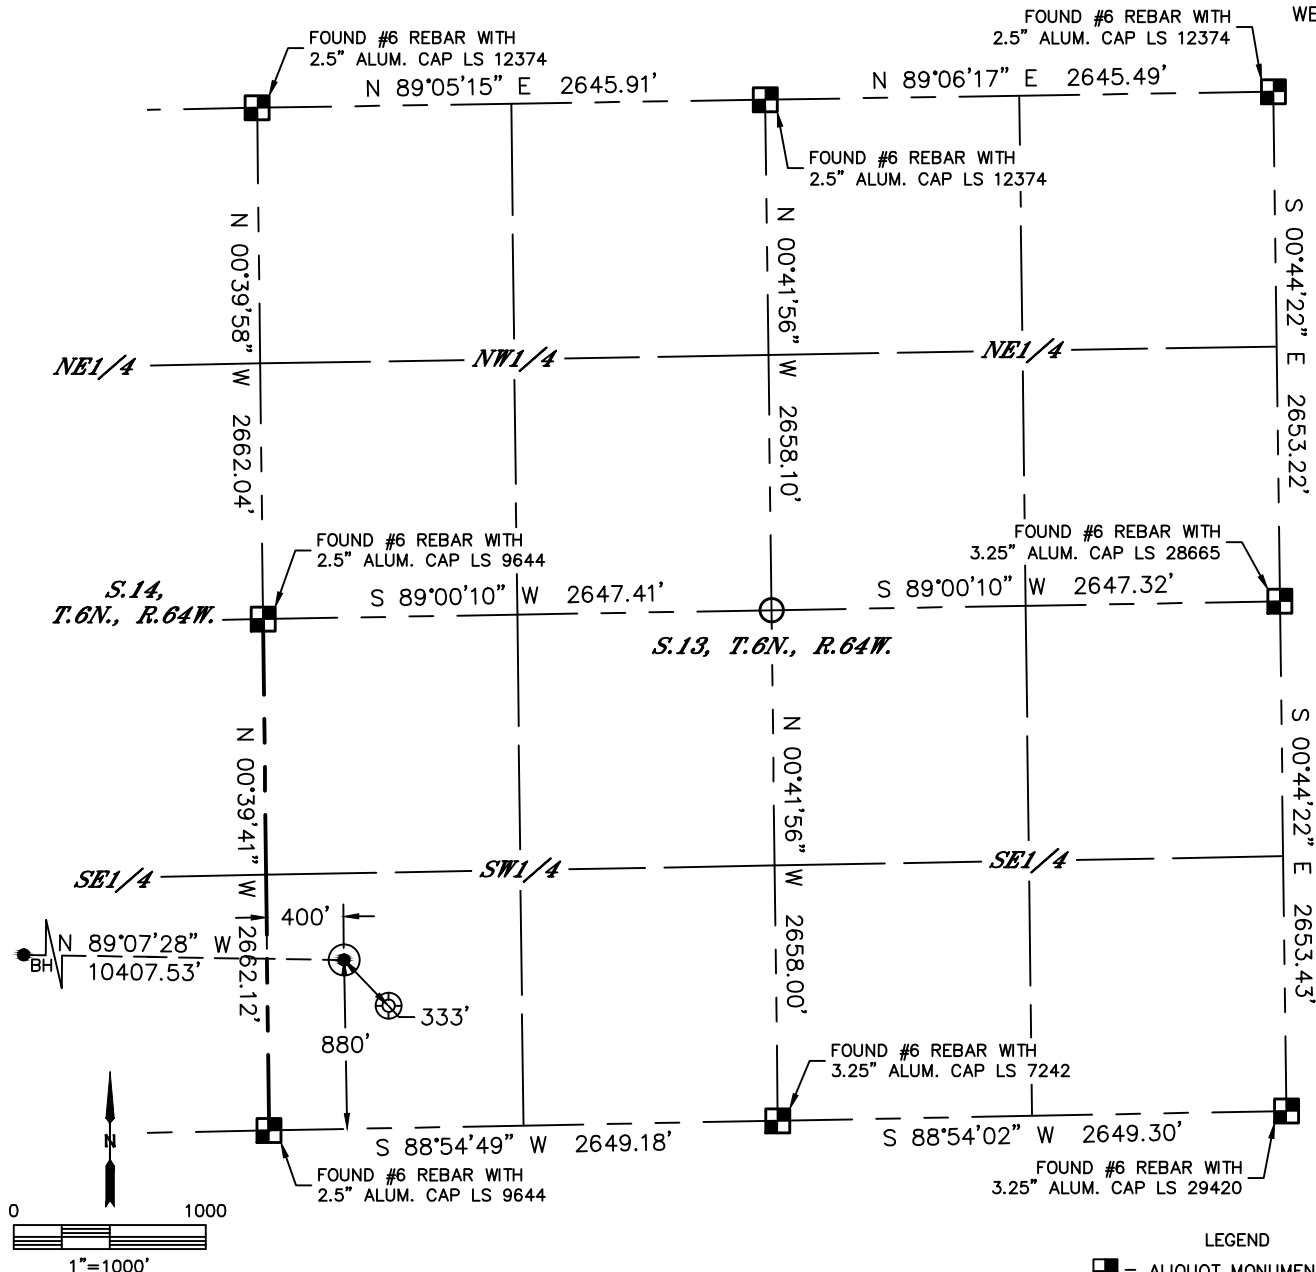 FOUND #6 REBAR WITH
2.5" ALUM. CAP LS 12374
FOUND #6 REBAR WITH
2.5" ALUM. CAP LS 12374
WE
N 89°05'15" E 2645.91'
N 89°06'17" E 2645.49'
FOUND #6 REBAR WITH
2.5" ALUM. CAP LS 12374
N 00°39'58" W 2662.04'
N 00°41'56" W 2658.10'
S 00°44'22" E 2653.22'
NE1/4
NW1/4
NE1/4
FOUND #6 REBAR WITH
2.5" ALUM. CAP LS 9644
FOUND #6 REBAR WITH
3.25" ALUM. CAP LS 28665
S.14,
T.6N., R.64W.
S 89°00'10" W 2647.41'
S 89°00'10" W 2647.32'
S.13, T.6N., R.64W.
N 00°39'41" W 2662.12'
N 00°41'56" W 2658.00'
S 00°44'22" E 2653.43'
SE1/4
SW1/4
SE1/4
400'
BH
N 89°07'28" W
10407.53'
333'
880'
FOUND #6 REBAR WITH
3.25" ALUM. CAP LS 7242
N
S 88°54'49" W 2649.18'
S 88°54'02" W 2649.30'
FOUND #6 REBAR WITH
2.5" ALUM. CAP LS 9644
FOUND #6 REBAR WITH
3.25" ALUM. CAP LS 29420
0 1000
1"=1000'
LEGEND
= ALIQUOT MONUMEN